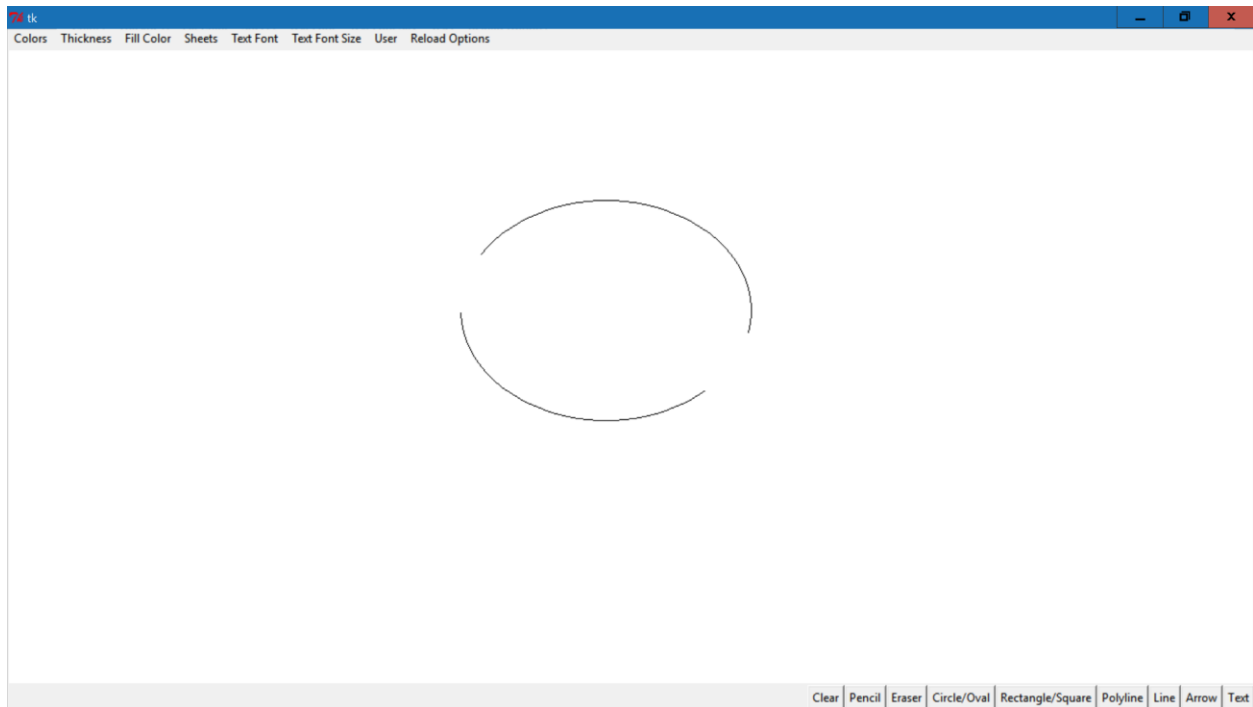 tk
Colors Thickness Fill Color Sheets Text Font Text Font Size User Reload Options
Clear Pencil Eraser Circle/Oval Rectangle/Square Polyline Line Arrow Text